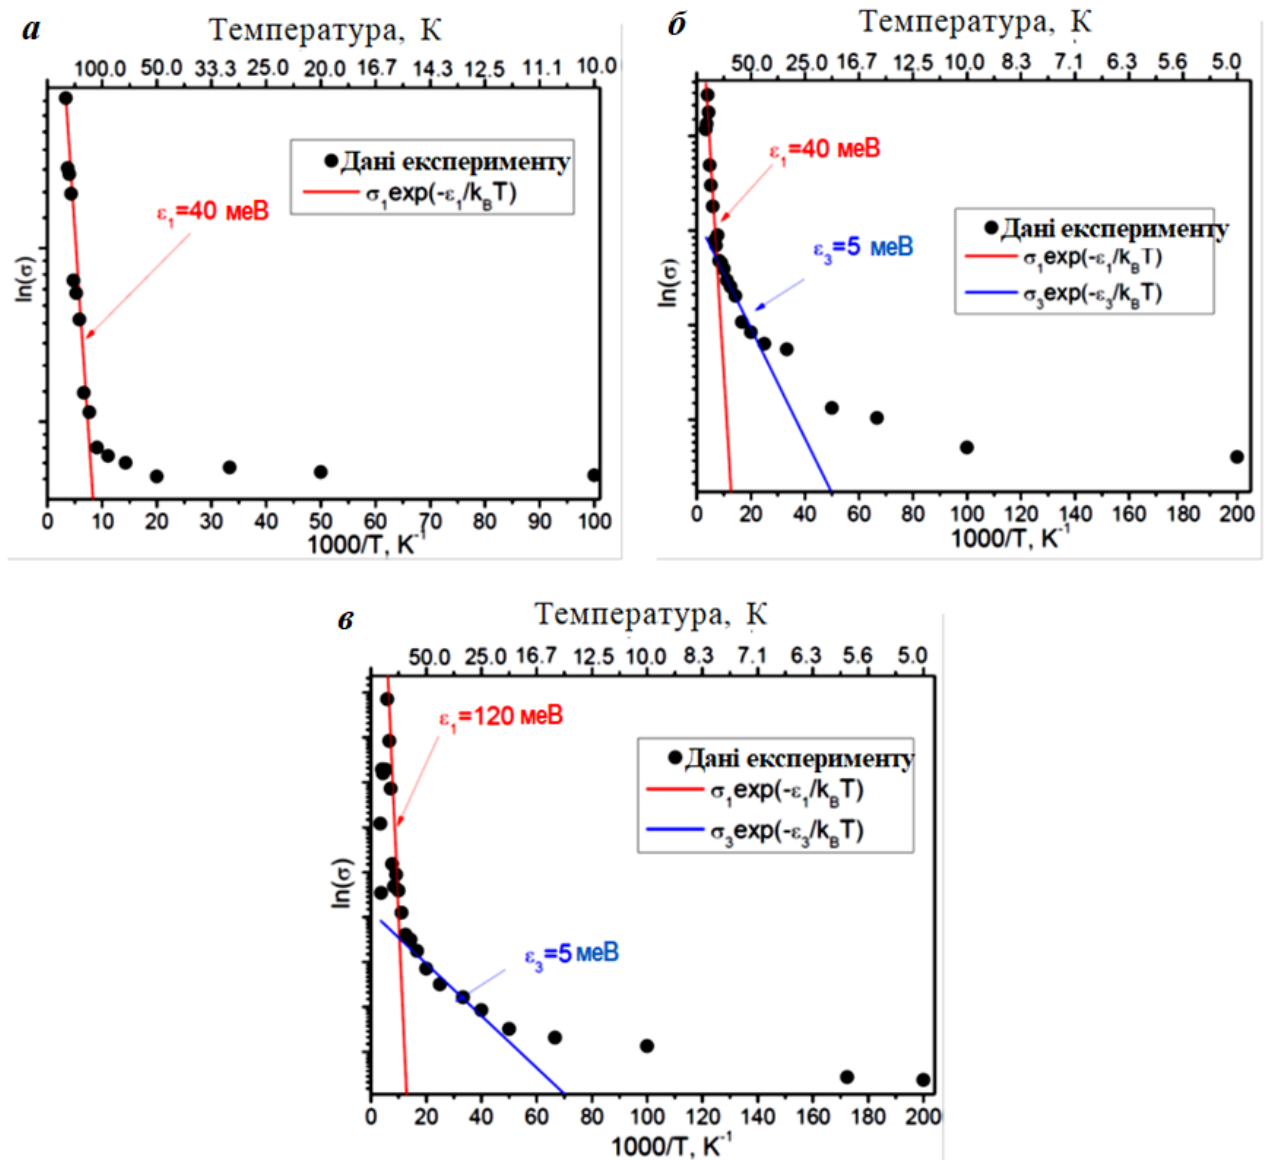 а
Температура, К
100.0 50.0 33.3 25.0 20.0 16.7 14.3 12.5 11.1 10.0
ln(σ)
Дані експерименту
σ₁exp(-ε₁/k_BT)
ε₁=40 меВ
0 10 20 30 40 50 60 70 80 90 100
1000/T, K⁻¹
б
Температура, К
50.0 25.0 16.7 12.5 10.0 8.3 7.1 6.3 5.6 5.0
ln(σ)
ε₁=40 меВ
Дані експерименту
σ₁exp(-ε₁/k_BT)
σ₃exp(-ε₃/k_BT)
ε₃=5 меВ
0 20 40 60 80 100 120 140 160 180 200
1000/T, K⁻¹
в
Температура, К
50.0 25.0 16.7 12.5 10.0 8.3 7.1 6.3 5.6 5.0
ln(σ)
ε₁=120 меВ
Дані експерименту
σ₁exp(-ε₁/k_BT)
σ₃exp(-ε₃/k_BT)
ε₃=5 меВ
0 20 40 60 80 100 120 140 160 180 200
1000/T, K⁻¹